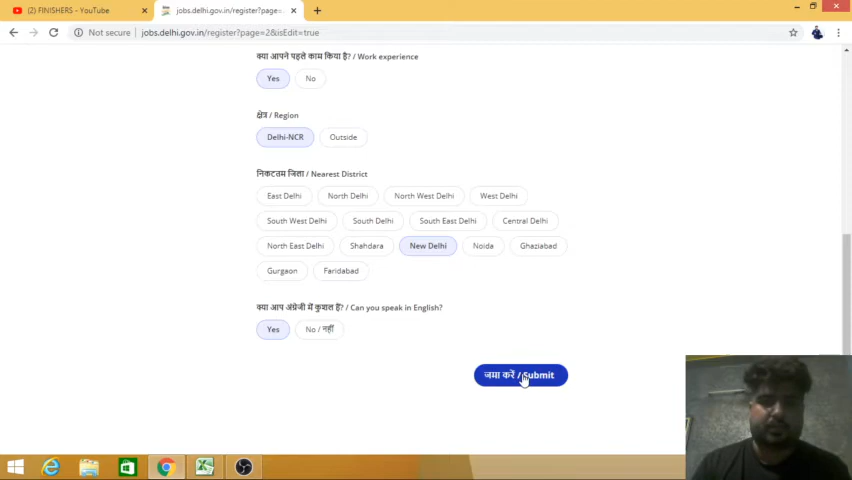 (2) FINISHERS - YouTube
jobs.delhi.gov.in/register?page=
Not secure | jobs.delhi.gov.in/register?page=2&isEdit=true
क्या आपने पहले काम किया है? / Work experience
Yes No
क्षेत्र / Region
Delhi-NCR Outside
निकटतम जिला / Nearest District
East Delhi North Delhi North West Delhi West Delhi
South West Delhi South Delhi South East Delhi Central Delhi
North East Delhi Shahdara New Delhi Noida Ghaziabad
Gurgaon Faridabad
क्या आप अंग्रेजी में कुशल हैं? / Can you speak in English?
Yes No / नहीं
जमा करें / Submit